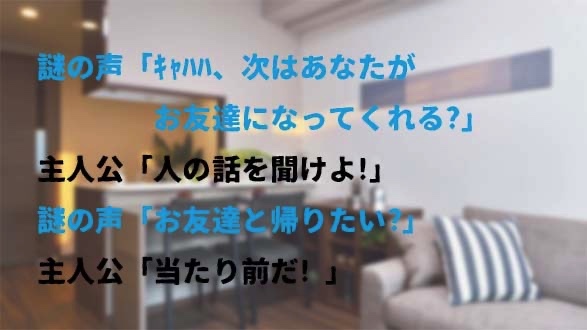 謎の声「ｷｬﾊﾊ、次はあなたが
お友達になってくれる?」
主人公「人の話を聞けよ!」
謎の声「お友達と帰りたい?」
主人公「当たり前だ! 」